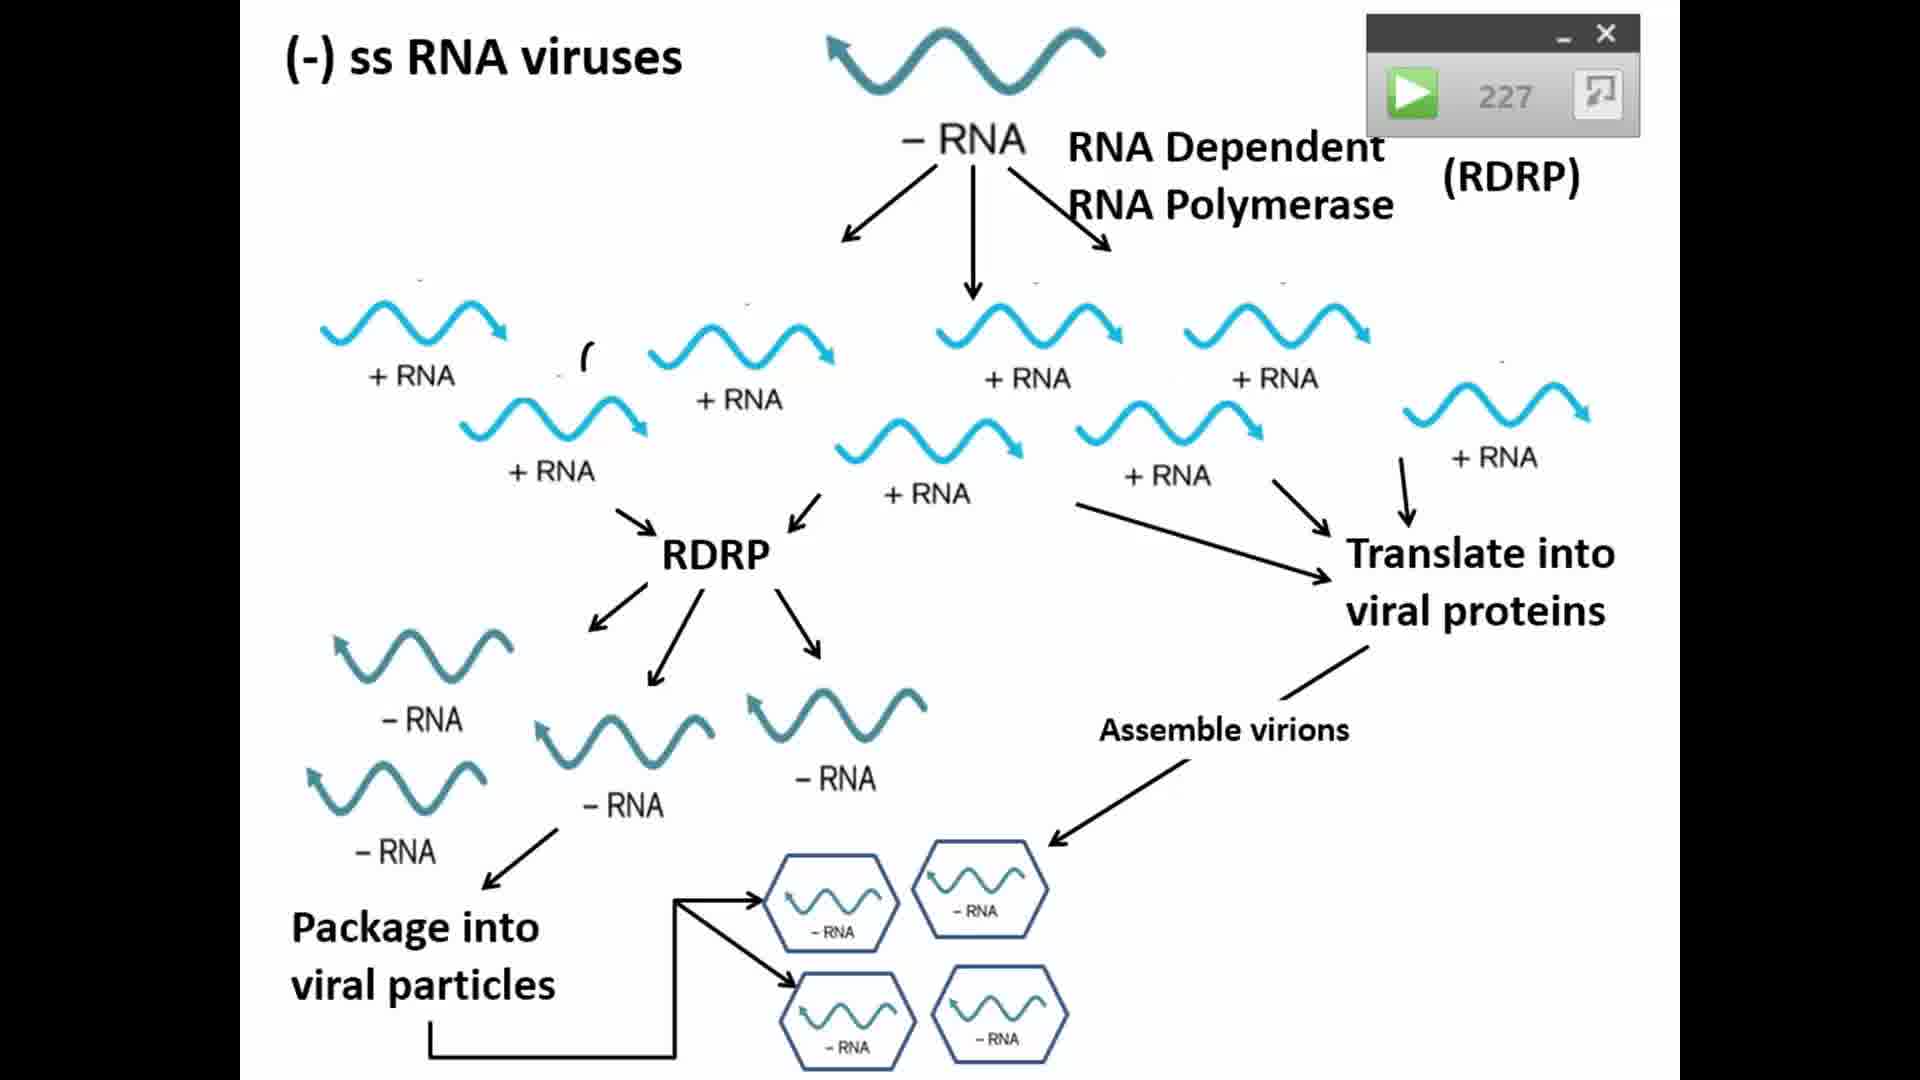 (-) ss RNA viruses
227
– RNA
RNA Dependent
RNA Polymerase
(RDRP)
+ RNA
+ RNA
+ RNA
+ RNA
+ RNA
+ RNA
+ RNA
+ RNA
RDRP
Translate into
viral proteins
– RNA
– RNA
– RNA
– RNA
Assemble virions
Package into
viral particles
– RNA
– RNA
– RNA
– RNA